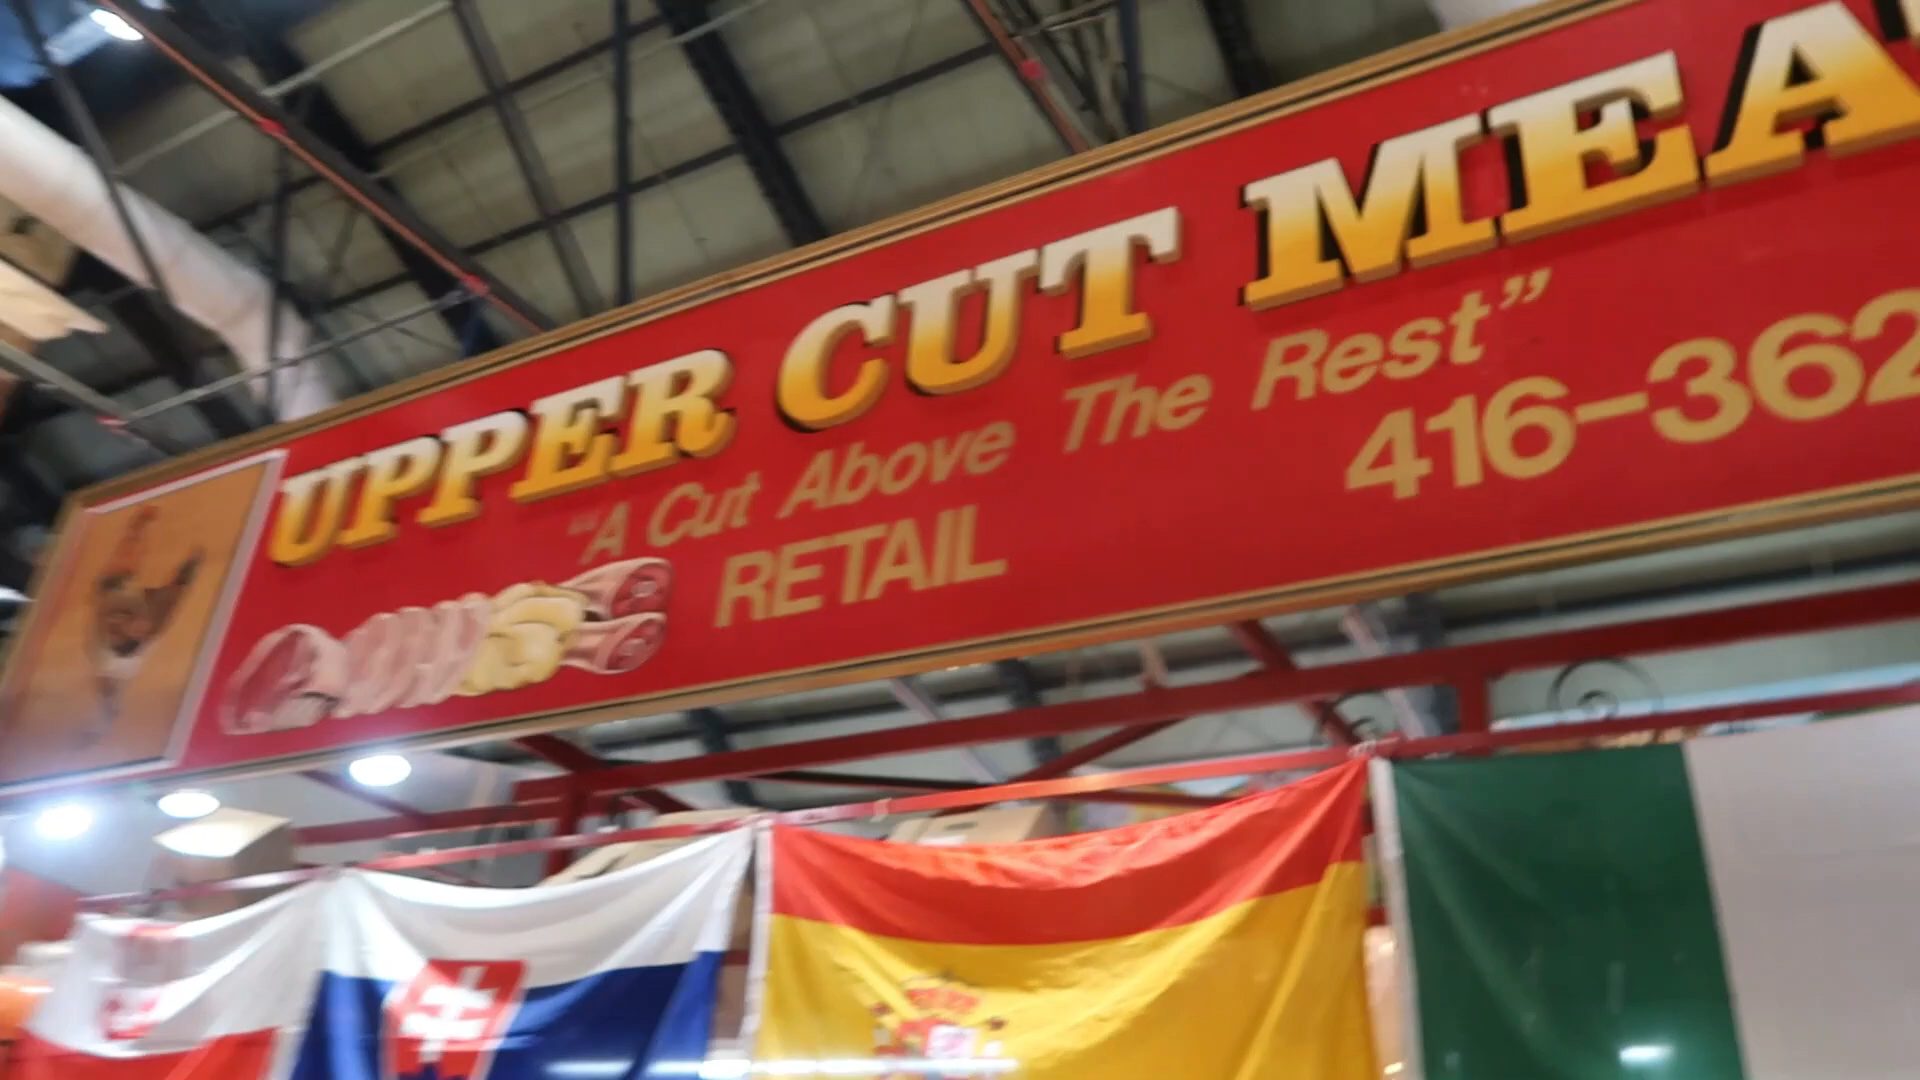 UPPER CUT MEA
“A Cut Above The Rest”
RETAIL
416-362